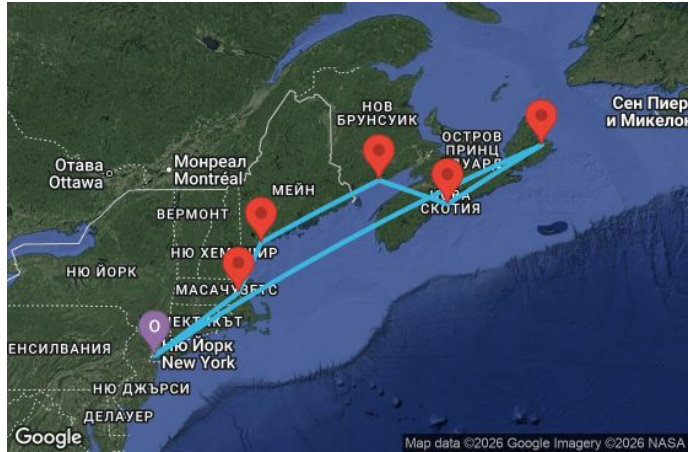 Сен Пиер
и Микелон
НОВ
БРУНСУИК
ОСТРОВ
ПРИНЦ
Отава
Ottawa
Монреал
Montréal
МЕЙН
СКОТИЯ
ВЕРМОНТ
НЮ ЙОРК
МАСАЧУЗЕТС
O
Ню Йорк
New York
НЮ ДЖЪРСИ
ДЕЛАУЕР
Google
Map data ©2026 Google Imagery ©2026 NASA